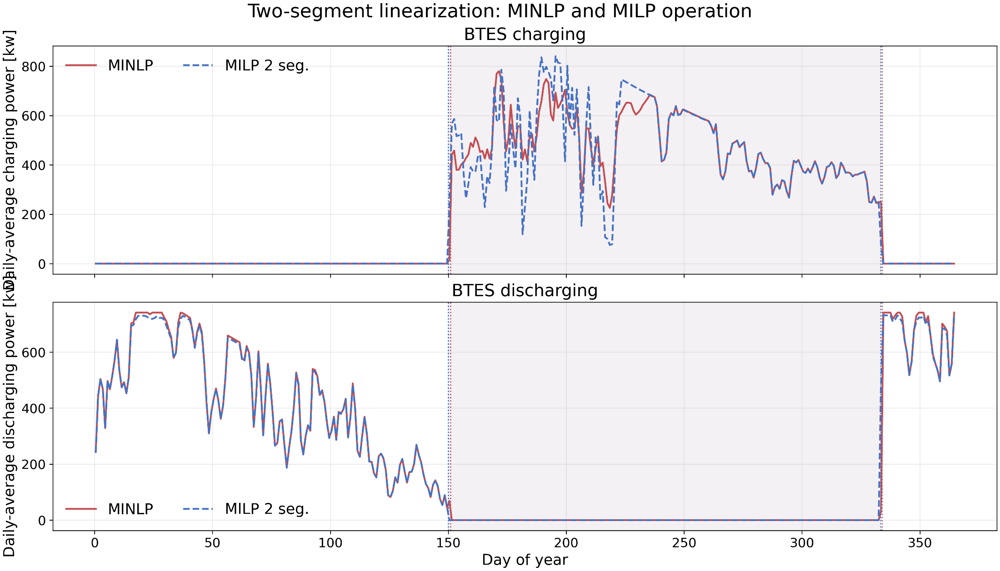 Two-segment linearization: MINLP and MILP operation
BTES charging
Daily-average charging power [kw]
800
600
400
200
0
MINLP
MILP 2 seg.
BTES discharging
Daily-average discharging power [kw]
600
400
200
0
MINLP
MILP 2 seg.
0 50 100 150 200 250 300 350
Day of year